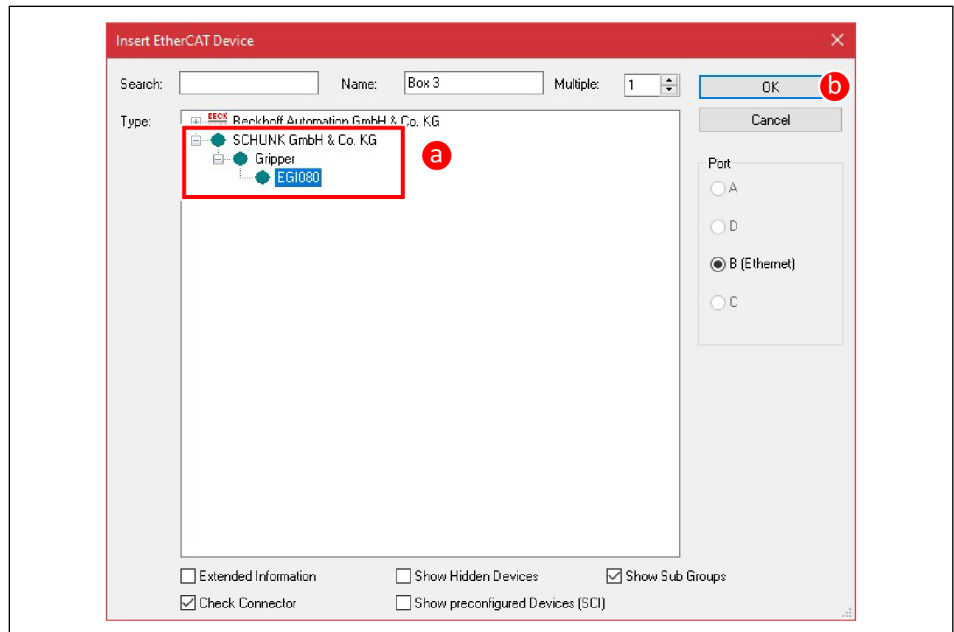 Insert EtherCAT Device
Search: Name: Box 3 Multiple: 1 OK b
Type: BECK Beckhoff Automation GmbH & Co. KG Cancel
SCHUNK GmbH & Co. KG a
Gripper Port
EGI080 A
D
B (Ethernet)
C
Extended Information Show Hidden Devices Show Sub Groups
Check Connector Show preconfigured Devices (SCI)